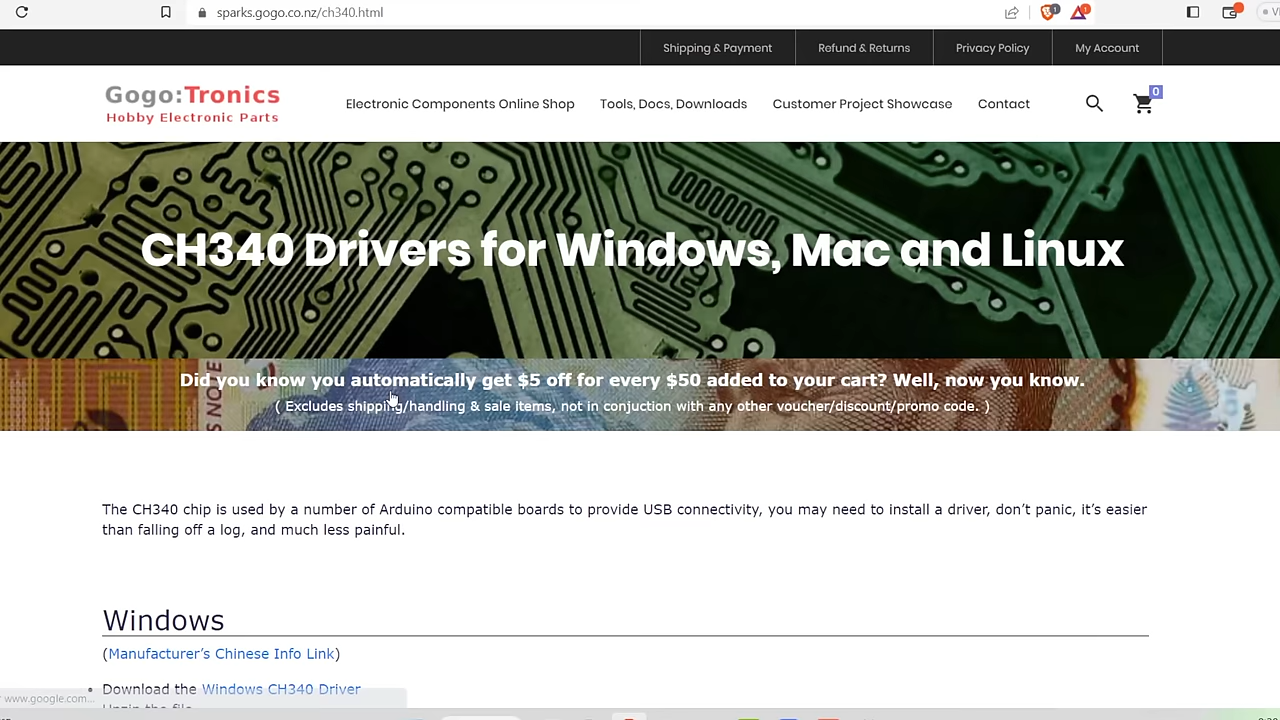 sparks.gogo.co.nz/ch340.html
Shipping & Payment
Refund & Returns
Privacy Policy
My Account
Gogo:Tronics
Hobby Electronic Parts
Electronic Components Online Shop
Tools, Docs, Downloads
Customer Project Showcase
Contact
0
CH340 Drivers for Windows, Mac and Linux
Did you know you automatically get $5 off for every $50 added to your cart? Well, now you know.
( Excludes shipping/handling & sale items, not in conjuction with any other voucher/discount/promo code. )
The CH340 chip is used by a number of Arduino compatible boards to provide USB connectivity, you may need to install a driver, don’t panic, it’s easier
than falling off a log, and much less painful.
Windows
(Manufacturer’s Chinese Info Link)
• Download the Windows CH340 Driver
Unzip the file
www.google.com...